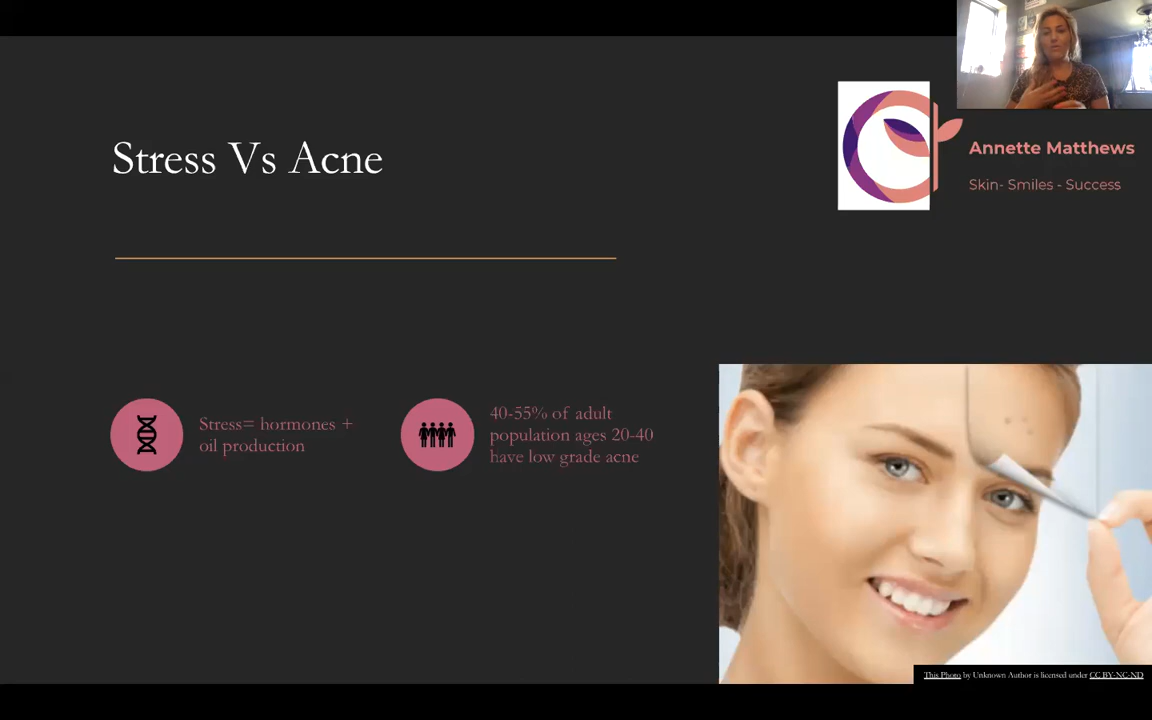 Stress Vs Acne
Annette Matthews
Skin- Smiles - Success
Stress= hormones +
oil production
40-55% of adult
population ages 20-40
have low grade acne
This Photo by Unknown Author is licensed under CC BY-NC-ND